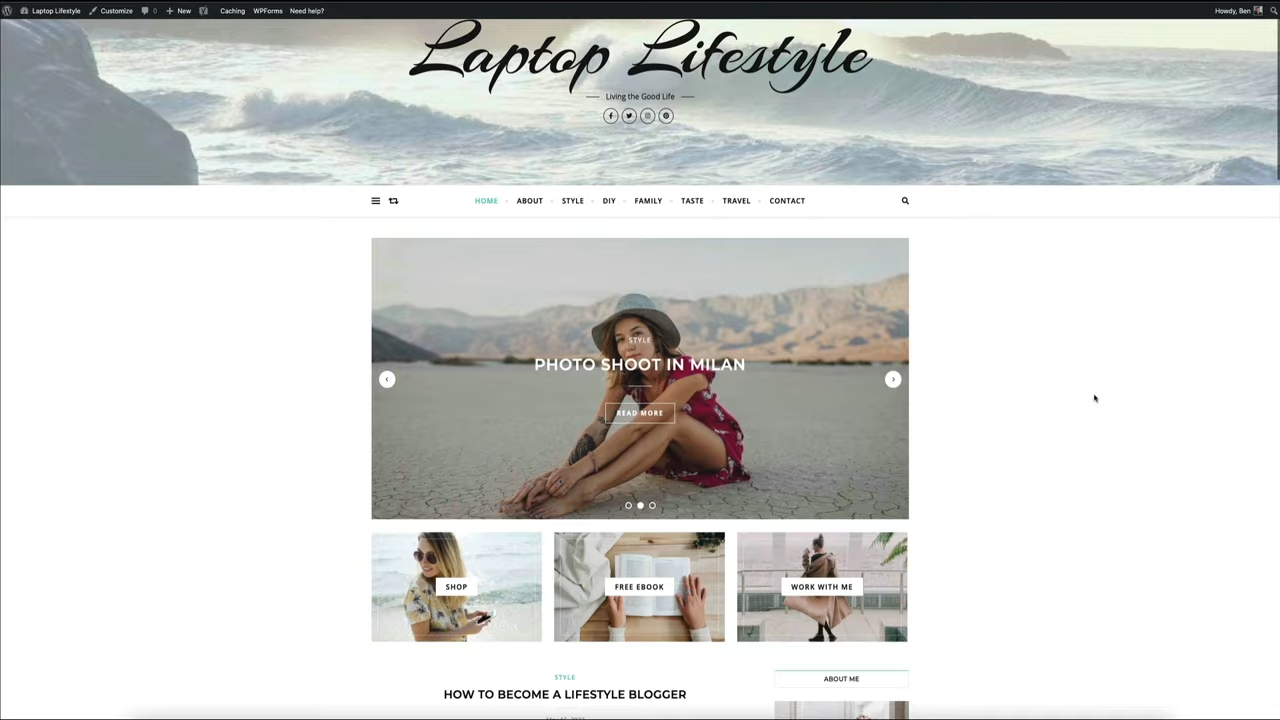 Laptop Lifestyle
Customize
0
New
Caching
WPForms
Need help?
Howdy, Ben
Laptop Lifestyle
Living the Good Life
HOME
ABOUT
STYLE
DIY
FAMILY
TASTE
TRAVEL
CONTACT
STYLE
PHOTO SHOOT IN MILAN
READ MORE
SHOP
FREE EBOOK
WORK WITH ME
STYLE
HOW TO BECOME A LIFESTYLE BLOGGER
ABOUT ME